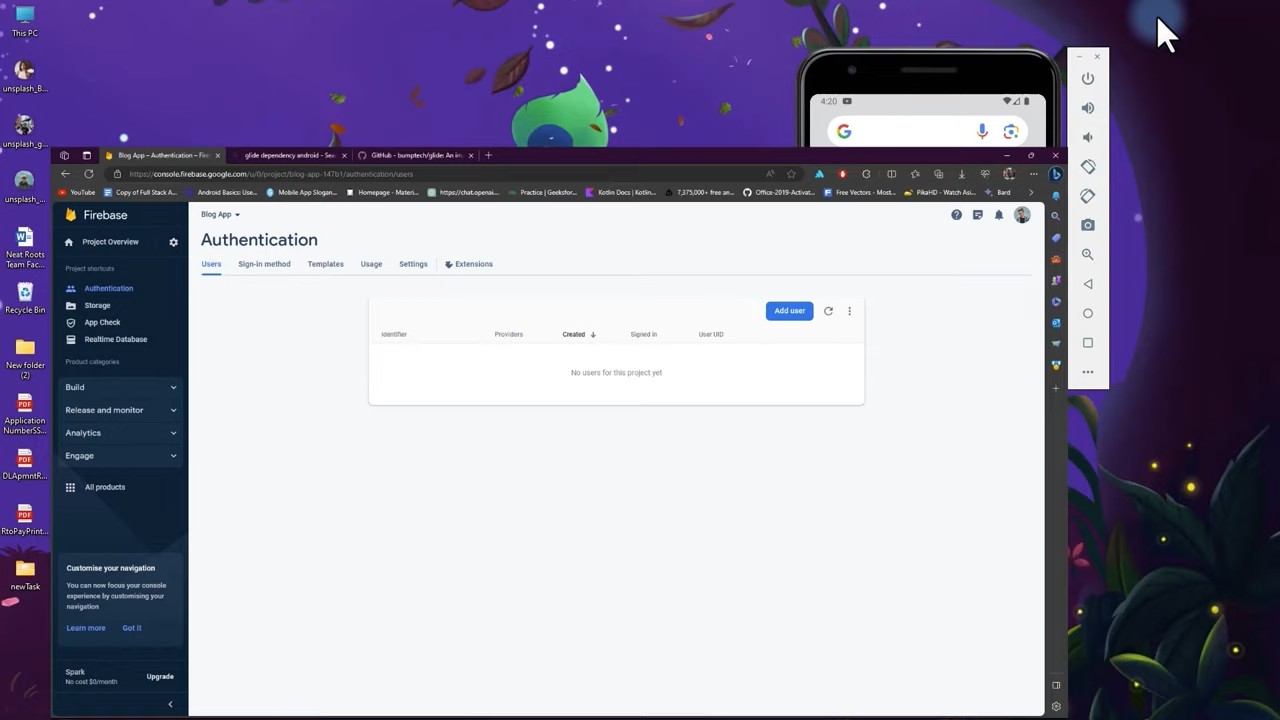 This PC
unsplash_B...
unsplash_g...
unsplash_...
Neat Roots
Team Fac...
Recycle Bin
New folder
(2)
Application
NumberSS...
DLApmntR...
RtoPayPrint...
newTask
4:20
Blog App – Authentication – Fire
glide dependency android - Sea
GitHub - bumptech/glide: An im
https://console.firebase.google.com/u/0/project/blog-app-147b1/authentication/users
YouTube
Copy of Full Stack A...
Android Basics: Use...
Mobile App Slogan...
Homepage - Materi...
https://chat.openai...
Practice | Geeksfor...
Kotlin Docs | Kotlin...
7,375,000+ free an...
Office-2019-Activat...
Free Vectors - Most...
PikaHD - Watch Asi...
Bard
Firebase
Blog App
Project Overview
Authentication
Users
Sign-in method
Templates
Usage
Settings
Extensions
Project shortcuts
Authentication
Storage
App Check
Realtime Database
Product categories
Build
Release and monitor
Analytics
Engage
All products
Add user
Identifier
Providers
Created
Signed in
User UID
No users for this project yet
Customise your navigation
You can now focus your console
experience by customising your
navigation
Learn more
Got it
Spark
No cost $0/month
Upgrade